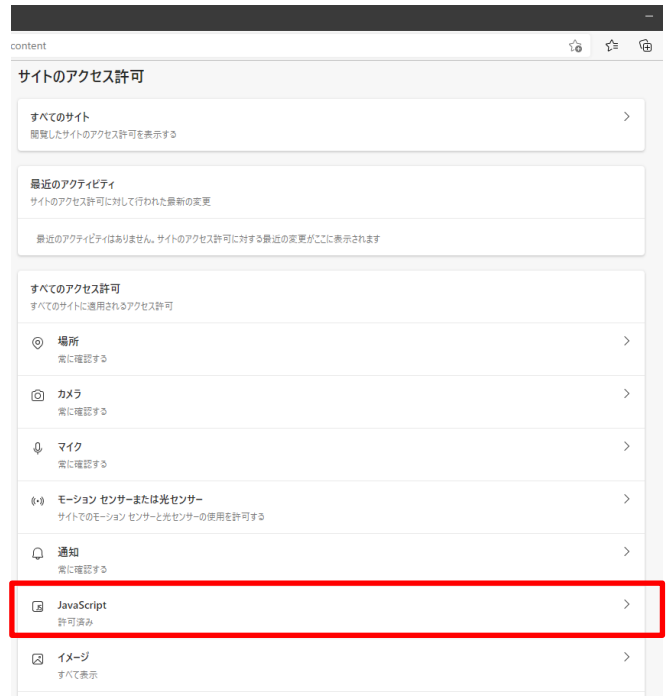 content
サイトのアクセス許可
すべてのサイト
閲覧したサイトのアクセス許可を表示する
最近のアクティビティ
サイトのアクセス許可に対して行われた最新の変更
最近のアクティビティはありません。サイトのアクセス許可に対する最近の変更がここに表示されます
すべてのアクセス許可
すべてのサイトに適用されるアクセス許可
場所
常に確認する
カメラ
常に確認する
マイク
常に確認する
モーション センサーまたは光センサー
サイトでのモーション センサーと光センサーの使用を許可する
通知
常に確認する
JavaScript
許可済み
イメージ
すべて表示